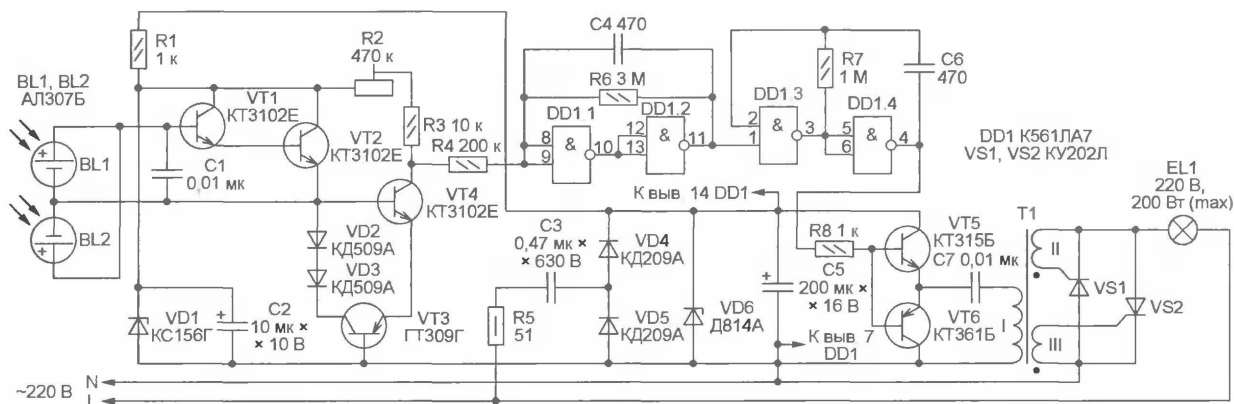 R1
1 к
BL1, BL2
АЛ307Б
BL1
BL2
VT1
КТ3102Е
C1
0,01 мк
R2
470 к
VT2
КТ3102Е
R3 10 к
R4 200 к
VT4
КТ3102Е
VD2
КД509А
VD3
КД509А
VD1
КС156Г
C2
10 мк ×
× 10 В
VT3
ГТ309Г
C4 470
R6 3 М
DD1.1
&
8
9
10
DD1.2
&
12
13
11
DD1.3
&
2
1
3
R7
1 М
DD1.4
&
5
6
4
C6
470
DD1 К561ЛА7
VS1, VS2 КУ202Л
К выв 14 DD1
C3
0,47 мк ×
× 630 В
R5
51
VD4
КД209А
VD5
КД209А
VD6
Д814А
R8 1 к
C5
200 мк ×
× 16 В
К выв 7
DD1
VT5
КТ315Б
C7 0,01 мк
VT6
КТ361Б
T1
I
II
III
VS1
VS2
EL1
220 В,
200 Вт (max)
~220 В
N
L